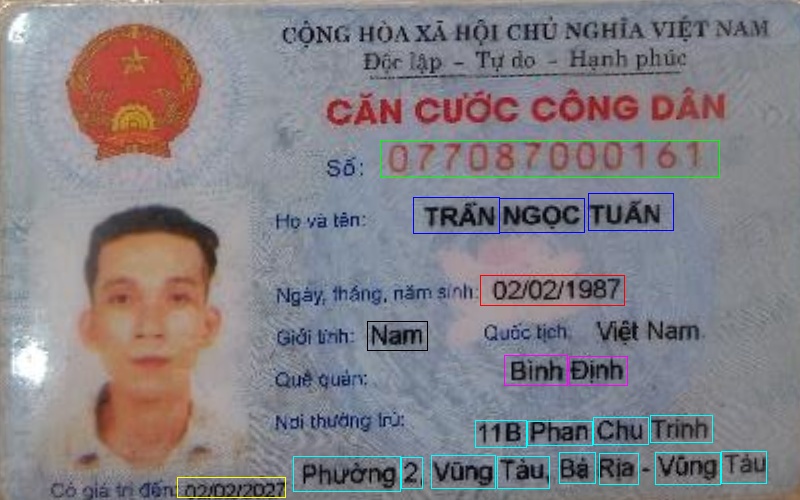 CỘNG HÒA XÃ HỘI CHỦ NGHĨA VIỆT NAM
Độc lập - Tự do - Hạnh phúc
CĂN CƯỚC CÔNG DÂN
Số: 077087000161
Họ và tên: TRẦN NGỌC TUẤN
Ngày, tháng, năm sinh: 02/02/1987
Giới tính: Nam Quốc tịch: Việt Nam
Quê quán: Bình Định
Nơi thường trú: 11B Phan Chu Trinh
Phường 2, Vũng Tàu, Bà Rịa - Vũng Tàu
Có giá trị đến: 02/02/2027